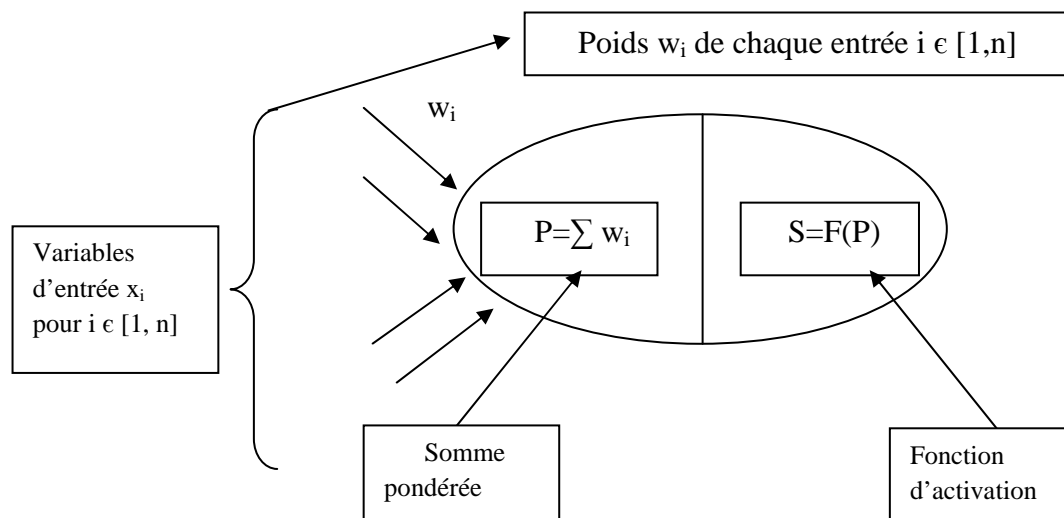 Poids wᵢ de chaque entrée i є [1,n]
wᵢ
P=∑ wᵢ
S=F(P)
Variables
d’entrée xᵢ
pour i є [1, n]
Somme
pondérée
Fonction
d’activation